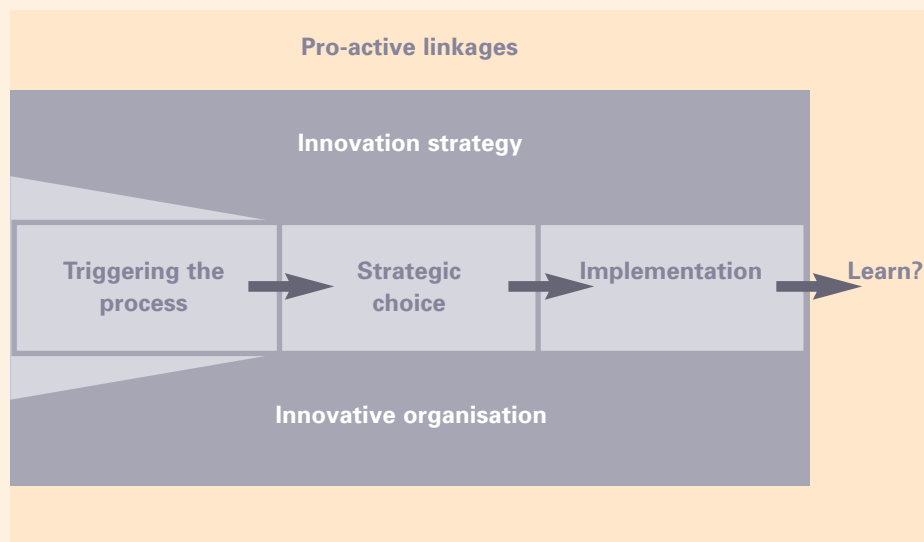 Pro-active linkages
Innovation strategy
Triggering the
process
Strategic
choice
Implementation
Learn?
Innovative organisation